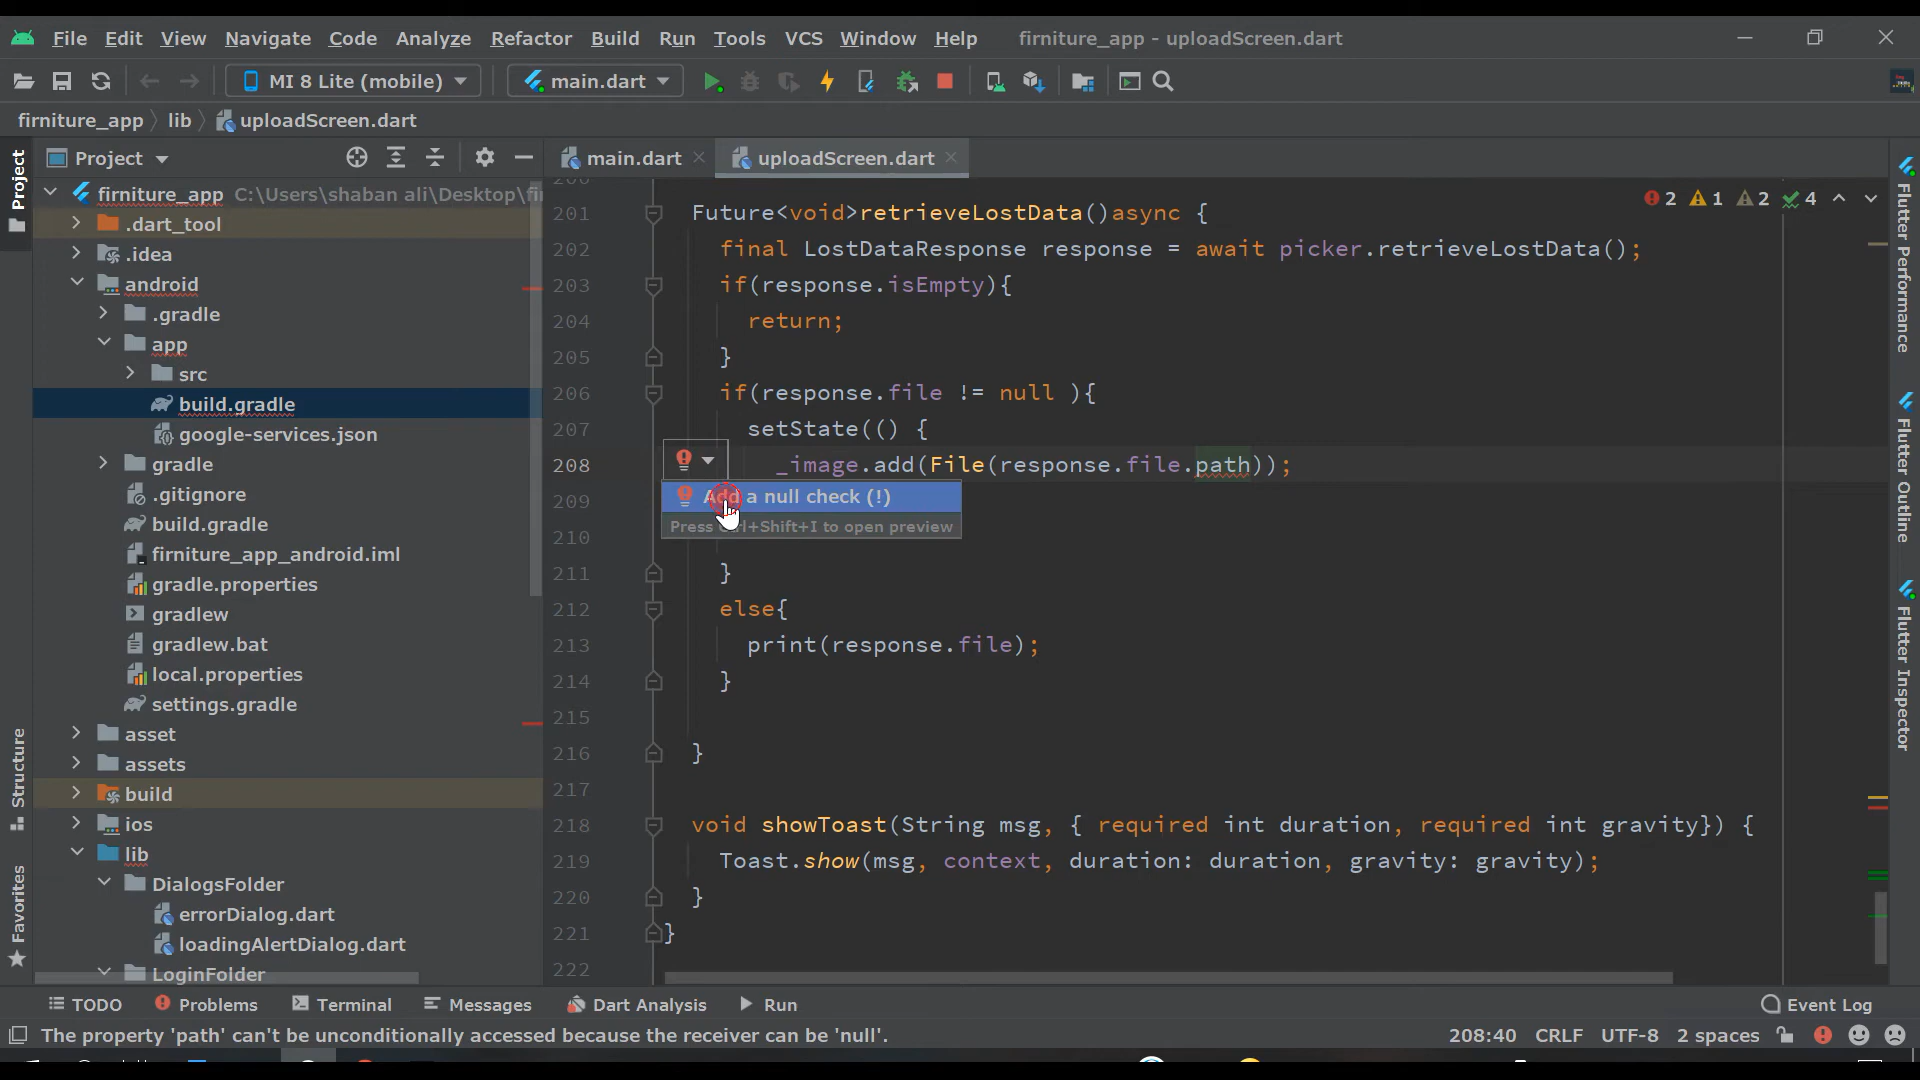 File Edit View Navigate Code Analyze Refactor Build Run Tools VCS Window Help firniture_app - uploadScreen.dart
MI 8 Lite (mobile) main.dart
firniture_app lib uploadScreen.dart
Project
Project
main.dart
uploadScreen.dart
firniture_app C:\Users\shaban ali\Desktop\fi
.dart_tool
.idea
android
.gradle
app
src
build.gradle
google-services.json
gradle
.gitignore
build.gradle
firniture_app_android.iml
gradle.properties
gradlew
gradlew.bat
local.properties
settings.gradle
asset
assets
build
ios
lib
DialogsFolder
errorDialog.dart
loadingAlertDialog.dart
LoginFolder
Structure
Favorites
2 1 2 4
200
201 Future<void>retrieveLostData()async {
202 final LostDataResponse response = await picker.retrieveLostData();
203 if(response.isEmpty){
204 return;
205 }
206 if(response.file != null ){
207 setState(() {
208 _image.add(File(response.file.path));
209
Add a null check (!)
Press Ctrl+Shift+I to open preview
210
211 }
212 else{
213 print(response.file);
214 }
215
216 }
217
218 void showToast(String msg, { required int duration, required int gravity}) {
219 Toast.show(msg, context, duration: duration, gravity: gravity);
220 }
221 }
222
Flutter Performance
Flutter Outline
Flutter Inspector
TODO Problems Terminal Messages Dart Analysis Run Event Log
The property 'path' can't be unconditionally accessed because the receiver can be 'null'. 208:40 CRLF UTF-8 2 spaces